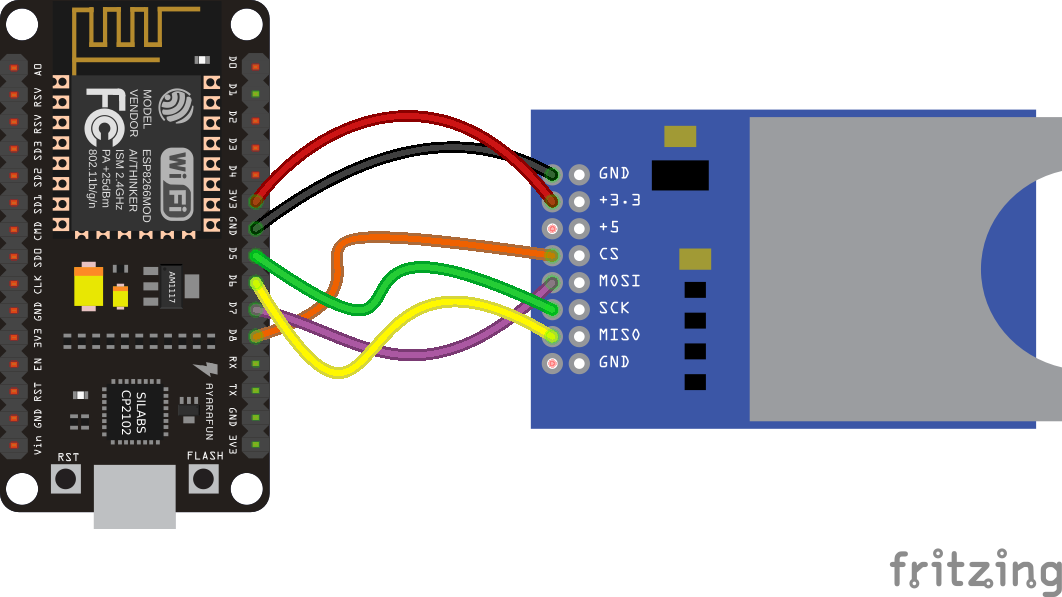 A0
RSV
RSV
SD3
SD2
SD1
CMD
SD0
CLK
GND
3V3
EN
RST
GND
Vin
MODEL
VENDOR
ESP8266MOD
AI/THINKER
ISM 2.4GHz
PA +25dBm
802.11b/g/n
FC
Wi Fi
AM1117
SILABS
CP2102
AYARAFUN
RST
FLASH
D0
D1
D2
D3
D4
3V3
GND
D5
D6
D7
D8
RX
TX
GND
3V3
GND
+3.3
+5
CS
MOSI
SCK
MISO
GND
fritzing